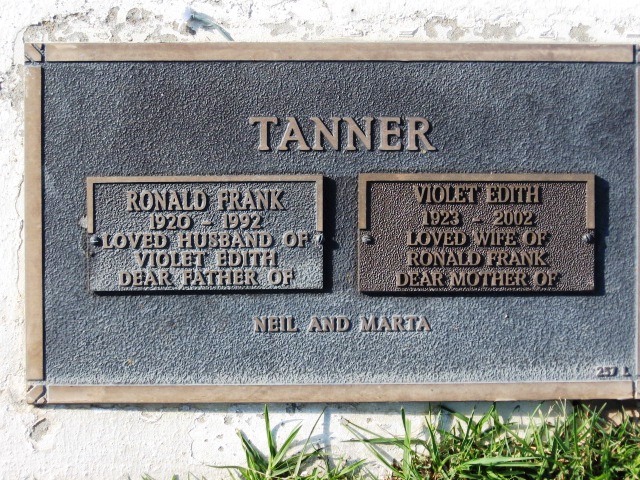 TANNER
RONALD FRANK
1920 - 1992
LOVED HUSBAND OF
VIOLET EDITH
DEAR FATHER OF
VIOLET EDITH
1923 - 2002
LOVED WIFE OF
RONALD FRANK
DEAR MOTHER OF
NEIL AND MARTA
257 L